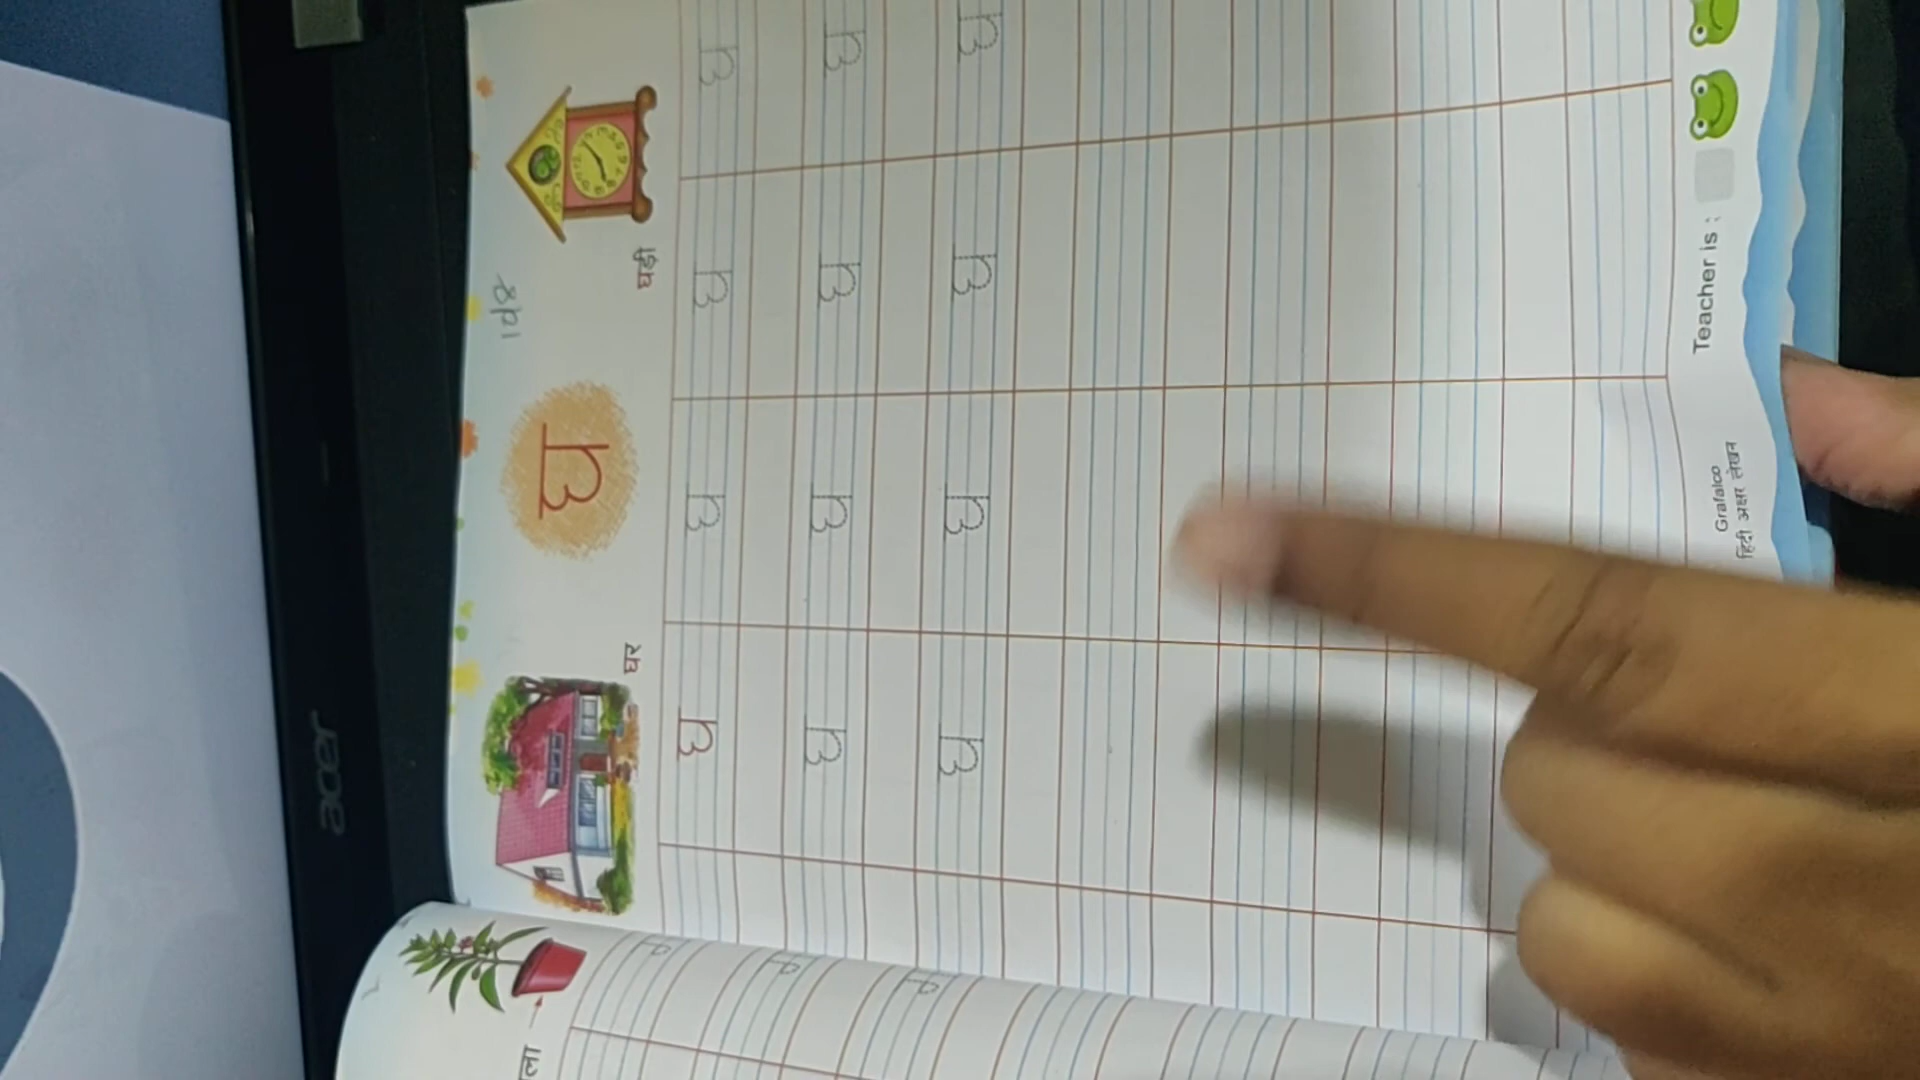 acer
ला
ग
ग
ग
घर
घ
घड़ी
घ घ घ घ
घ घ घ घ
घ घ घ घ
Grafalco
हिंदी अक्षर लेखन
Teacher is :